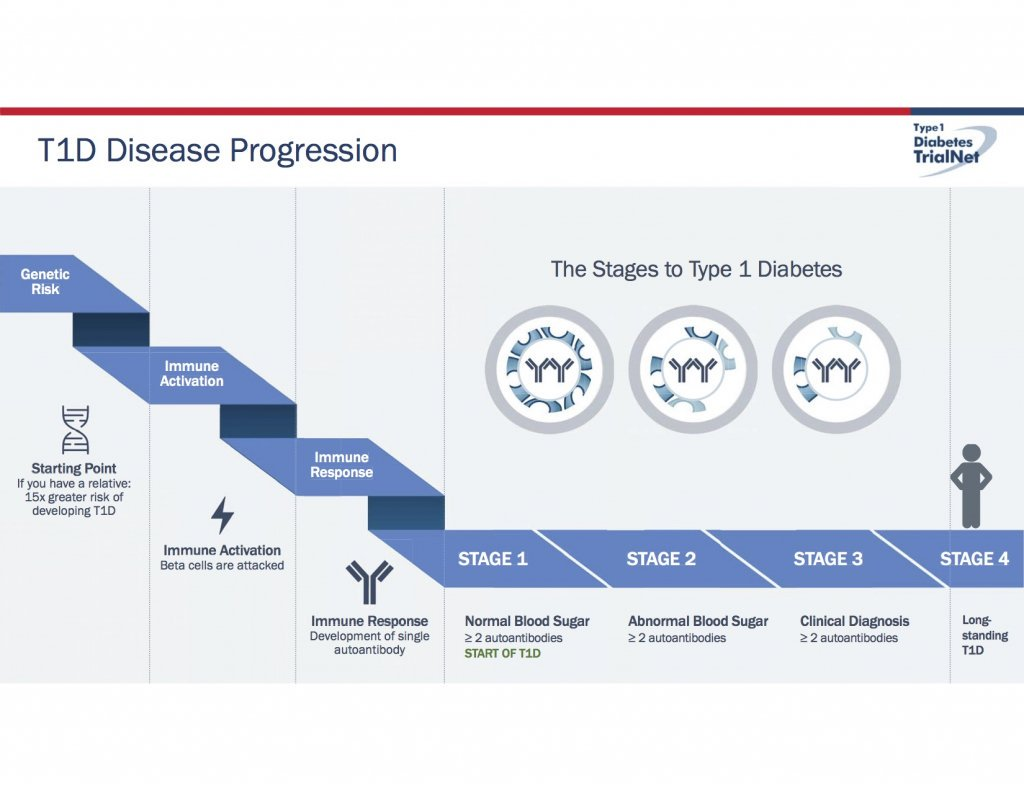 T1D Disease Progression
Type 1
Diabetes
TrialNet
Genetic
Risk
Immune
Activation
Immune
Response
Starting Point
If you have a relative:
15x greater risk of
developing T1D
Immune Activation
Beta cells are attacked
Immune Response
Development of single
autoantibody
The Stages to Type 1 Diabetes
STAGE 1
STAGE 2
STAGE 3
STAGE 4
Normal Blood Sugar
≥ 2 autoantibodies
START OF T1D
Abnormal Blood Sugar
≥ 2 autoantibodies
Clinical Diagnosis
≥ 2 autoantibodies
Long-
standing
T1D